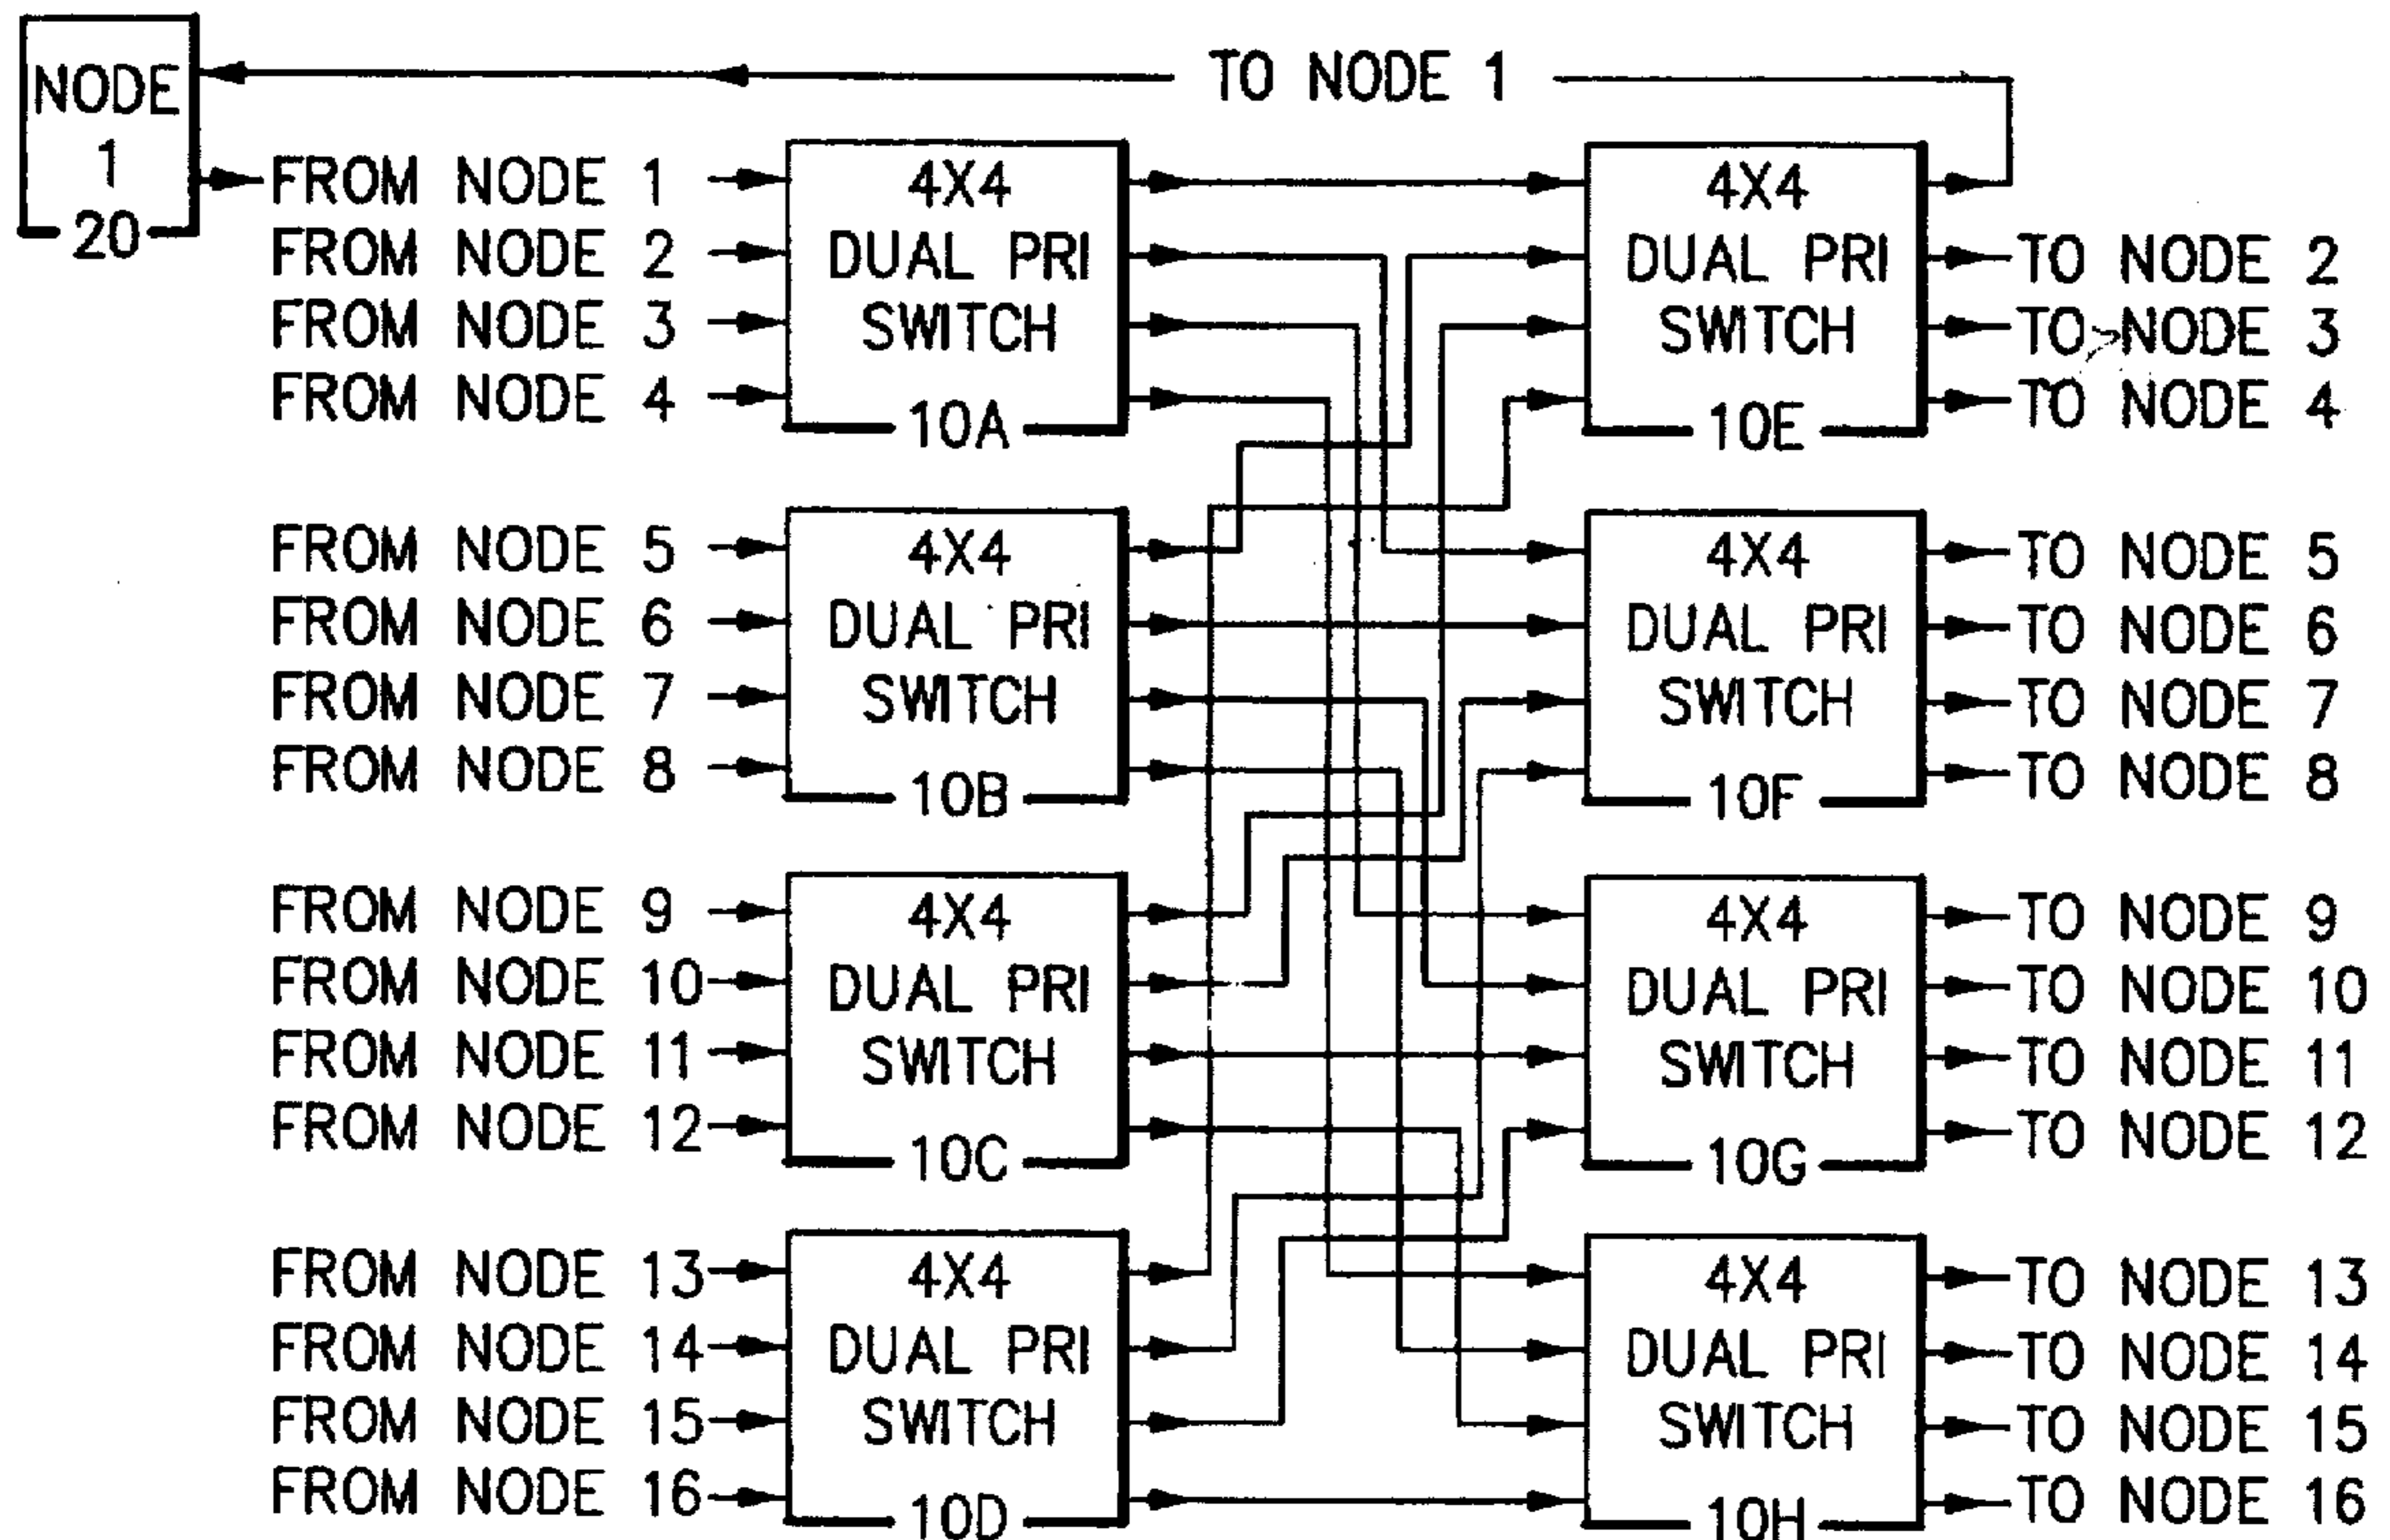 NODE
1
20
TO NODE 1
FROM NODE 1
FROM NODE 2
FROM NODE 3
FROM NODE 4
4X4
DUAL PRI
SWITCH
10A
4X4
DUAL PRI
SWITCH
10E
TO NODE 2
TO NODE 3
TO NODE 4
FROM NODE 5
FROM NODE 6
FROM NODE 7
FROM NODE 8
4X4
DUAL PRI
SWITCH
10B
4X4
DUAL PRI
SWITCH
10F
TO NODE 5
TO NODE 6
TO NODE 7
TO NODE 8
FROM NODE 9
FROM NODE 10
FROM NODE 11
FROM NODE 12
4X4
DUAL PRI
SWITCH
10C
4X4
DUAL PRI
SWITCH
10G
TO NODE 9
TO NODE 10
TO NODE 11
TO NODE 12
FROM NODE 13
FROM NODE 14
FROM NODE 15
FROM NODE 16
4X4
DUAL PRI
SWITCH
10D
4X4
DUAL PRI
SWITCH
10H
TO NODE 13
TO NODE 14
TO NODE 15
TO NODE 16